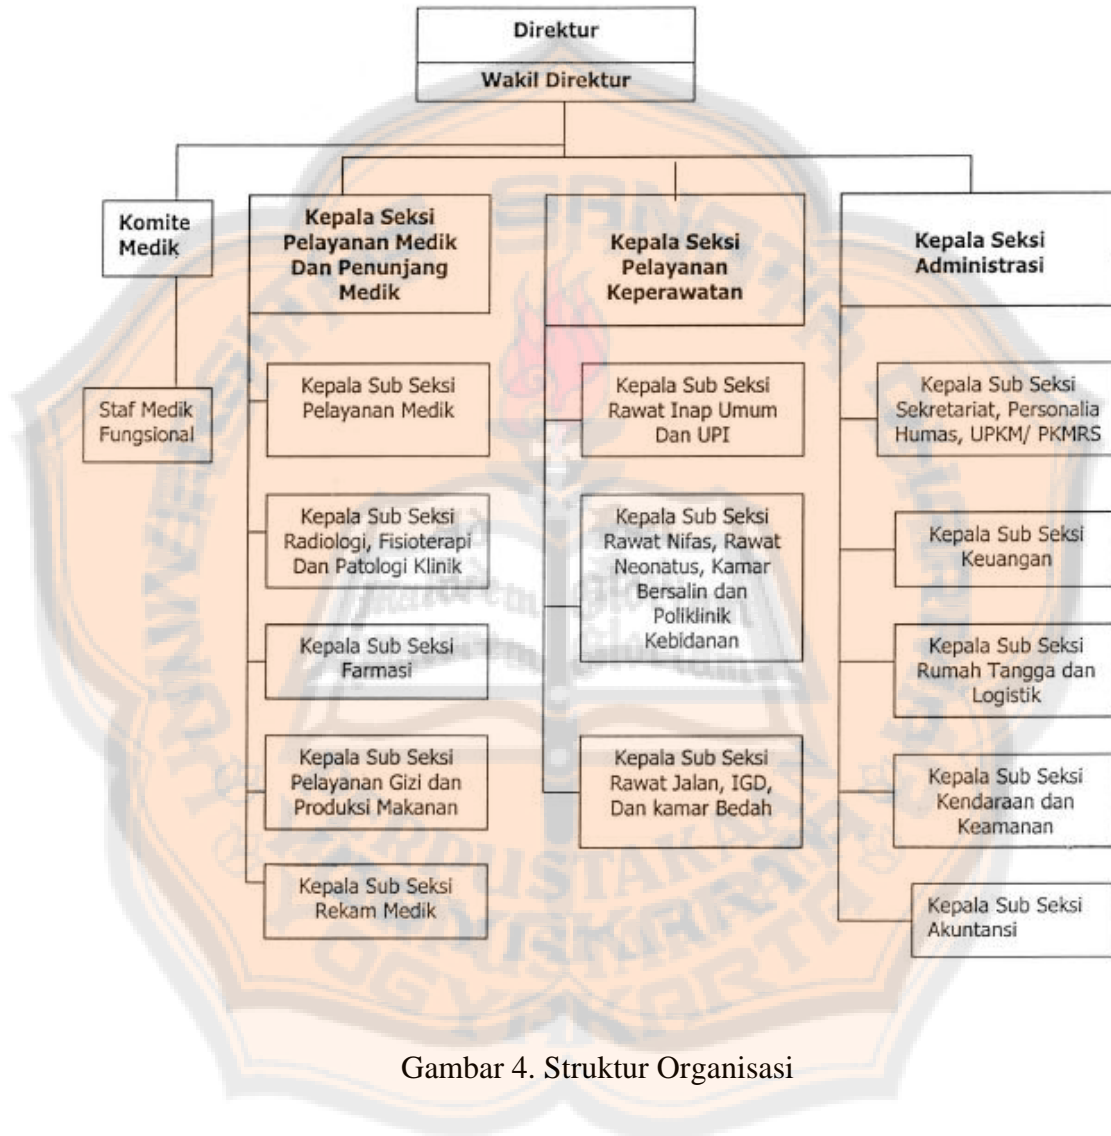 Direktur
Wakil Direktur
Komite
Medik
Kepala Seksi
Pelayanan Medik
Dan Penunjang
Medik
Kepala Seksi
Pelayanan
Keperawatan
Kepala Seksi
Administrasi
Staf Medik
Fungsional
Kepala Sub Seksi
Pelayanan Medik
Kepala Sub Seksi
Radiologi, Fisioterapi
Dan Patologi Klinik
Kepala Sub Seksi
Farmasi
Kepala Sub Seksi
Pelayanan Gizi dan
Produksi Makanan
Kepala Sub Seksi
Rekam Medik
Kepala Sub Seksi
Rawat Inap Umum
Dan UPI
Kepala Sub Seksi
Rawat Nifas, Rawat
Neonatus, Kamar
Bersalin dan
Poliklinik
Kebidanan
Kepala Sub Seksi
Rawat Jalan, IGD,
Dan kamar Bedah
Kepala Sub Seksi
Sekretariat, Personalia
Humas, UPKM/ PKMRS
Kepala Sub Seksi
Keuangan
Kepala Sub Seksi
Rumah Tangga dan
Logistik
Kepala Sub Seksi
Kendaraan dan
Keamanan
Kepala Sub Seksi
Akuntansi
Gambar 4. Struktur Organisasi
UNIVERSITAS SANATA DHARMA
PERPUSTAKAAN
YOGYAKARTA